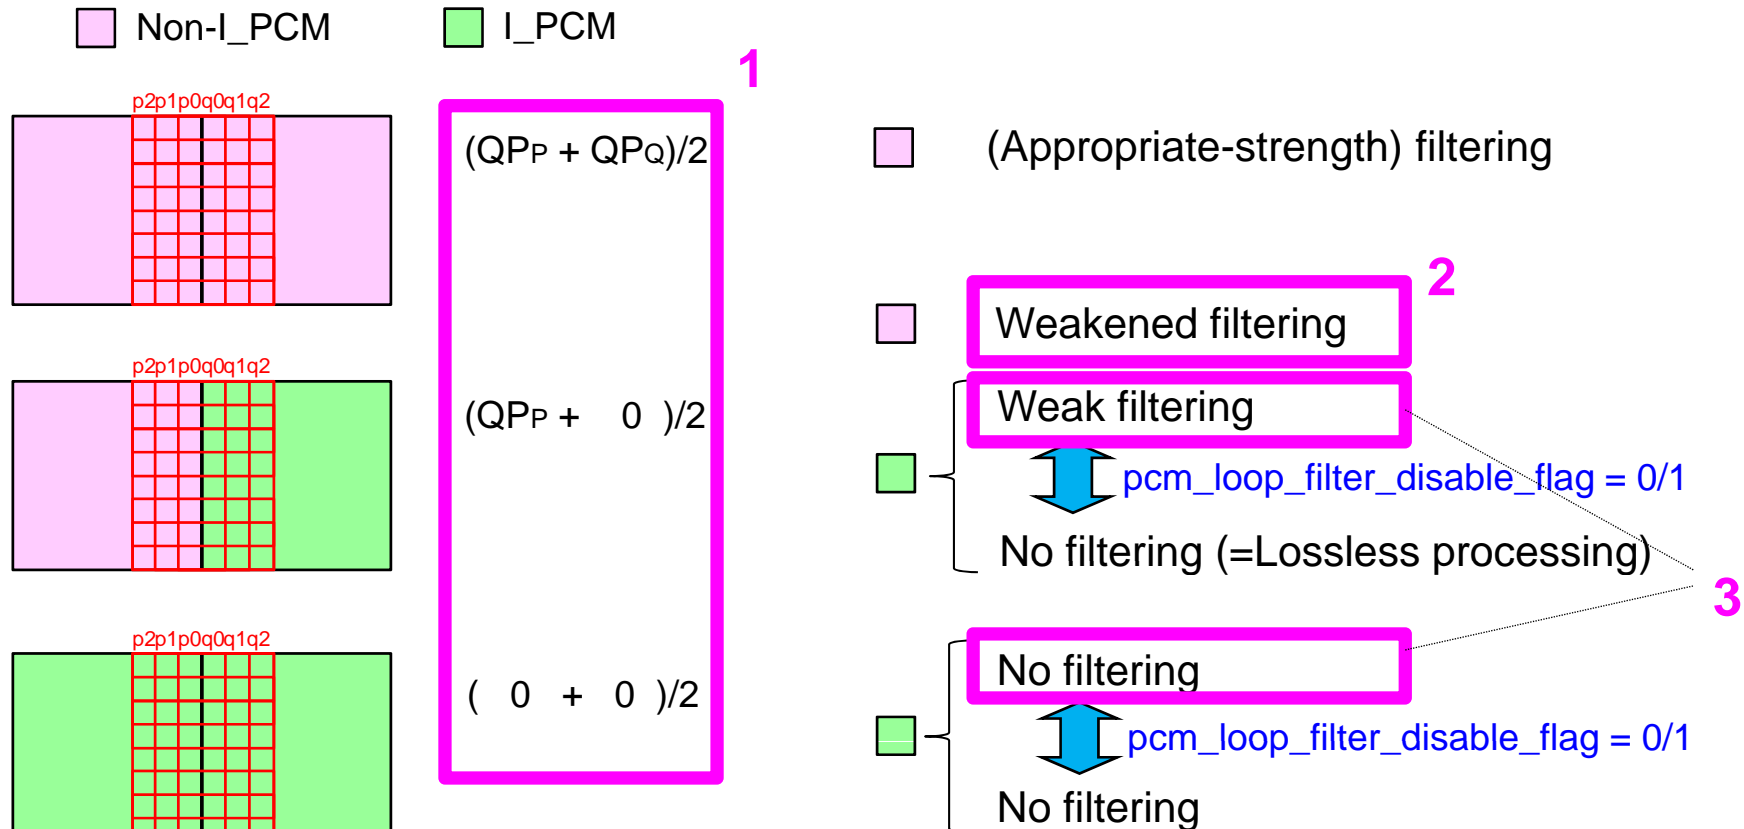 Non-I_PCM
I_PCM
1
p2p1p0q0q1q2
(QPP + QPQ)/2
(Appropriate-strength) filtering
2
Weakened filtering
p2p1p0q0q1q2
(QPP + 0 )/2
Weak filtering
pcm_loop_filter_disable_flag = 0/1
No filtering (=Lossless processing)
3
p2p1p0q0q1q2
( 0 + 0 )/2
No filtering
pcm_loop_filter_disable_flag = 0/1
No filtering